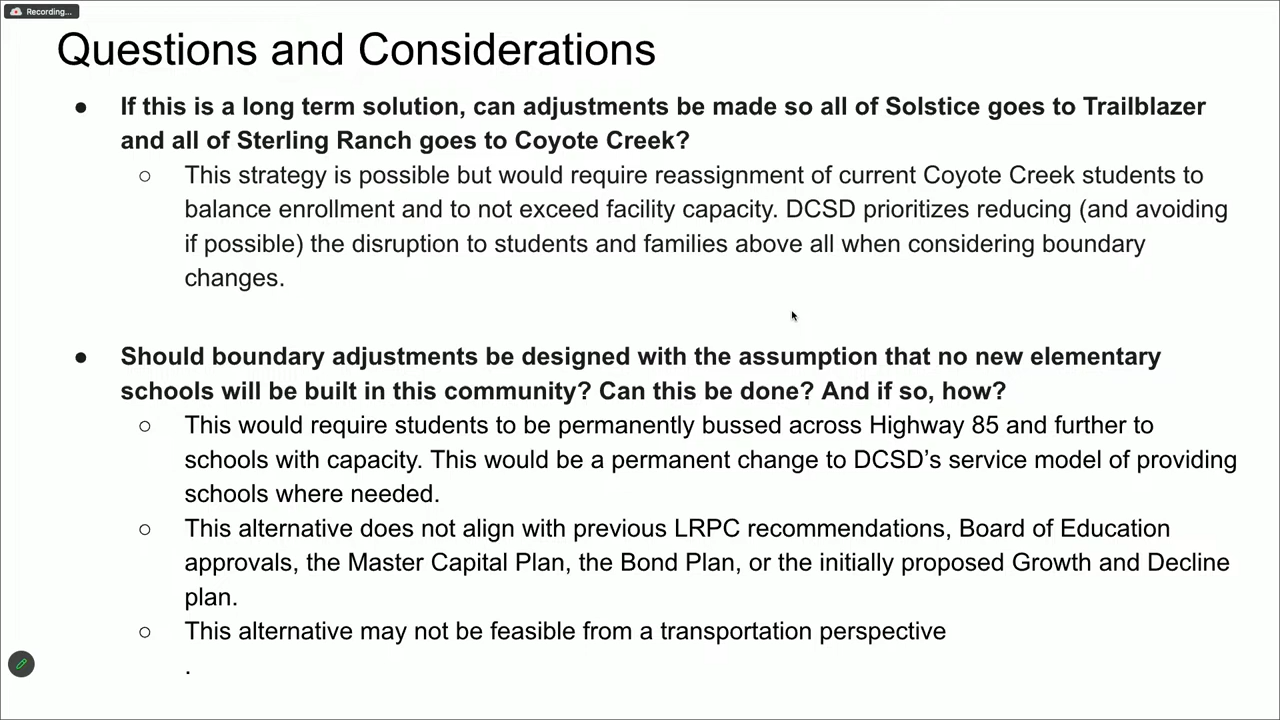 Recording...
Questions and Considerations
● If this is a long term solution, can adjustments be made so all of Solstice goes to Trailblazer
and all of Sterling Ranch goes to Coyote Creek?
○ This strategy is possible but would require reassignment of current Coyote Creek students to
balance enrollment and to not exceed facility capacity. DCSD prioritizes reducing (and avoiding
if possible) the disruption to students and families above all when considering boundary
changes.
● Should boundary adjustments be designed with the assumption that no new elementary
schools will be built in this community? Can this be done? And if so, how?
○ This would require students to be permanently bussed across Highway 85 and further to
schools with capacity. This would be a permanent change to DCSD’s service model of providing
schools where needed.
○ This alternative does not align with previous LRPC recommendations, Board of Education
approvals, the Master Capital Plan, the Bond Plan, or the initially proposed Growth and Decline
plan.
○ This alternative may not be feasible from a transportation perspective
.